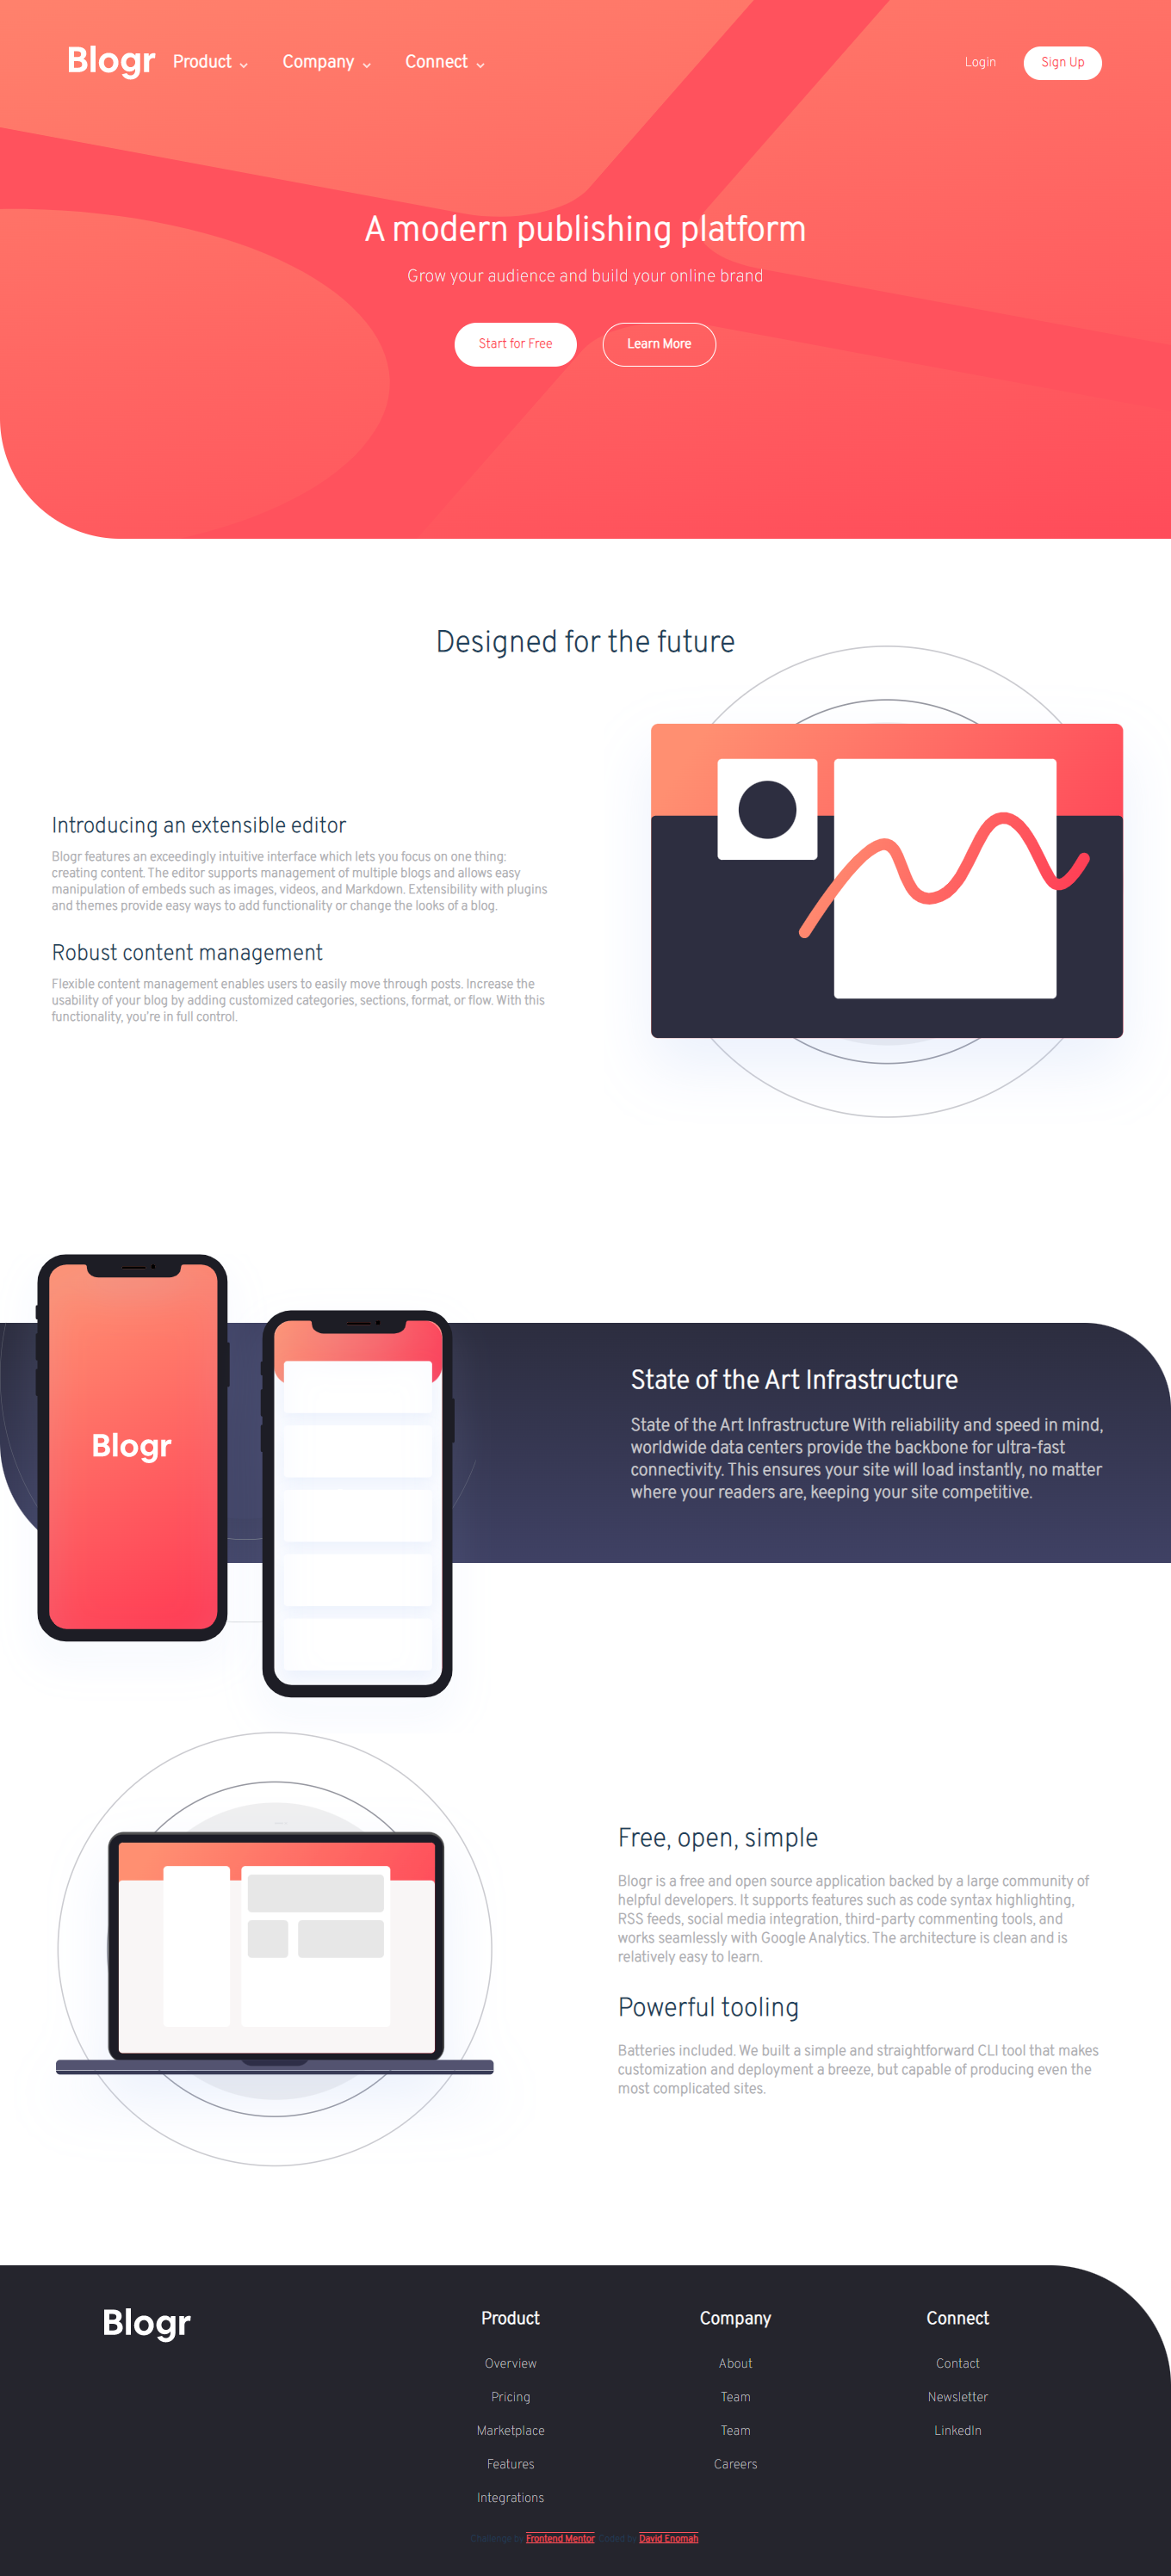 Blogr Product Company Connect Login Sign Up
A modern publishing platform
Grow your audience and build your online brand
Start for Free Learn More
Designed for the future
Introducing an extensible editor
Blogr features an exceedingly intuitive interface which lets you focus on one thing:
creating content. The editor supports management of multiple blogs and allows easy
manipulation of embeds such as images, videos, and Markdown. Extensibility with plugins
and themes provide easy ways to add functionality or change the looks of a blog.
Robust content management
Flexible content management enables users to easily move through posts. Increase the
usability of your blog by adding customized categories, sections, format, or flow. With this
functionality, you're in full control.
Blogr
State of the Art Infrastructure
State of the Art Infrastructure With reliability and speed in mind,
worldwide data centers provide the backbone for ultra-fast
connectivity. This ensures your site will load instantly, no matter
where your readers are, keeping your site competitive.
Free, open, simple
Blogr is a free and open source application backed by a large community of
helpful developers. It supports features such as code syntax highlighting,
RSS feeds, social media integration, third-party commenting tools, and
works seamlessly with Google Analytics. The architecture is clean and is
relatively easy to learn.
Powerful tooling
Batteries included. We built a simple and straightforward CLI tool that makes
customization and deployment a breeze, but capable of producing even the
most complicated sites.
Blogr
Product
Overview
Pricing
Marketplace
Features
Integrations
Company
About
Team
Team
Careers
Connect
Contact
Newsletter
LinkedIn
Challenge by Frontend Mentor. Coded by David Enomah